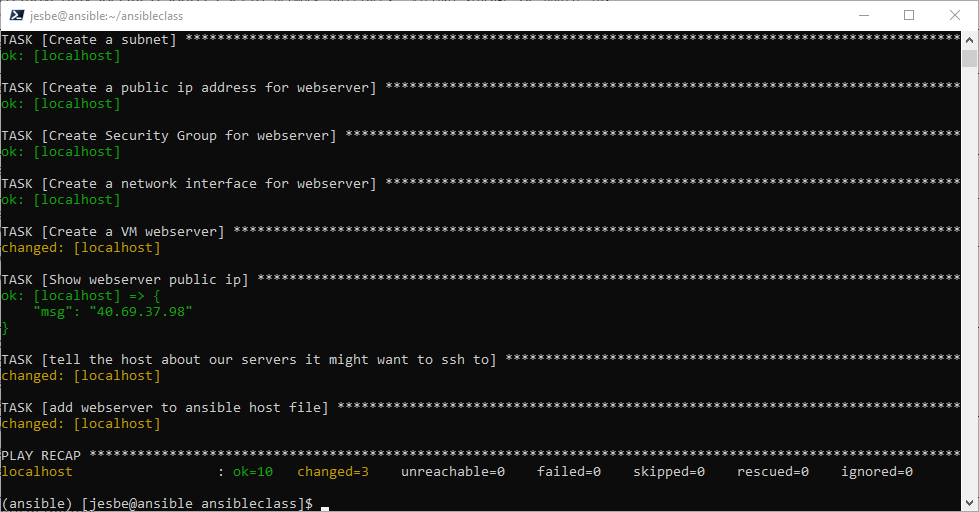 jesbe@ansible:~/ansibleclass
TASK [Create a subnet] *************************************************************************************************
ok: [localhost]
TASK [Create a public ip address for webserver] ************************************************************************
ok: [localhost]
TASK [Create Security Group for webserver] *****************************************************************************
ok: [localhost]
TASK [Create a network interface for webserver] ************************************************************************
ok: [localhost]
TASK [Create a VM webserver] *******************************************************************************************
changed: [localhost]
TASK [Show webserver public ip] ****************************************************************************************
ok: [localhost] => {
    "msg": "40.69.37.98"
}
TASK [tell the host about our servers it might want to ssh to] *********************************************************
changed: [localhost]
TASK [add webserver to ansible host file] ******************************************************************************
changed: [localhost]
PLAY RECAP *************************************************************************************************************
localhost                  : ok=10   changed=3    unreachable=0    failed=0    skipped=0    rescued=0    ignored=0
(ansible) [jesbe@ansible ansibleclass]$